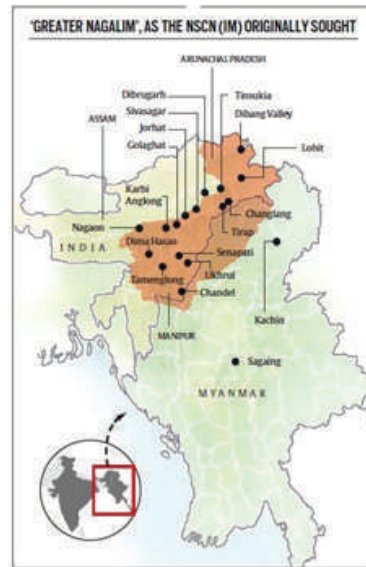 'GREATER NAGALIM', AS THE NSCN (IM) ORIGINALLY SOUGHT
ARUNACHAL PRADESH
Dibrugarh
Tinsukia
Sivasagar
Dibang Valley
ASSAM
Jorhat
Golaghat
Lohit
Karbi
Anglong
Changlang
Nagaon
Tirap
INDIA
Dima Hasao
Senapati
Tamenglong
Ukhrul
Chandel
Kachin
MANIPUR
Sagaing
MYANMAR